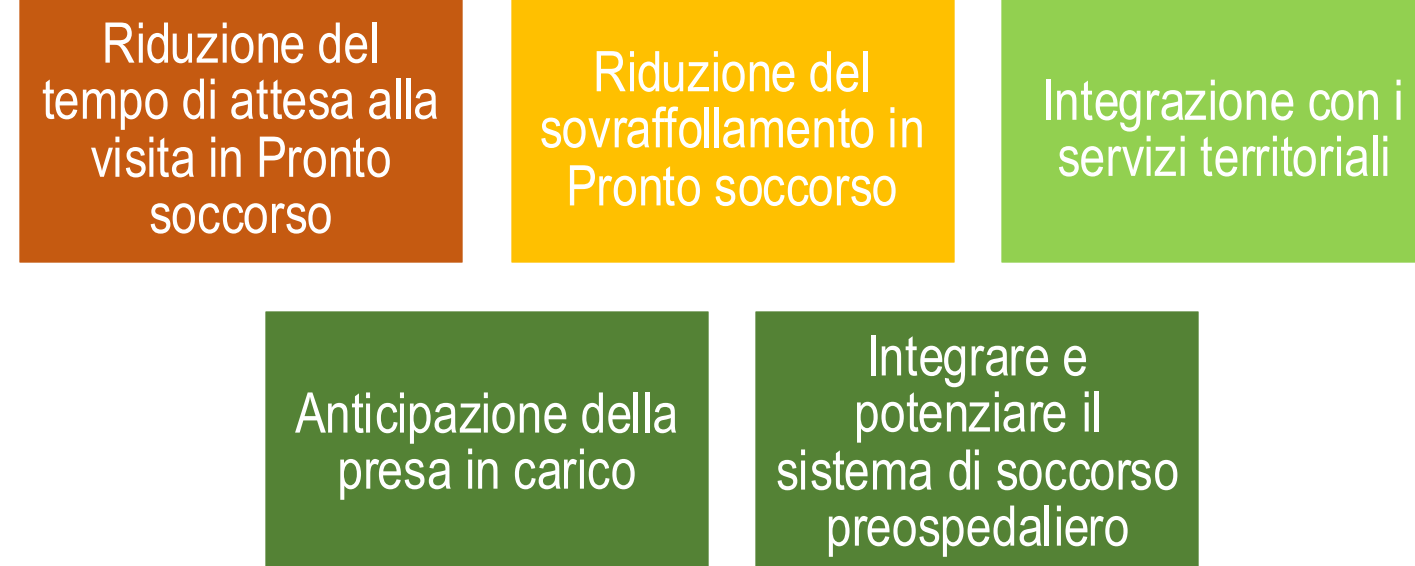 Riduzione del
tempo di attesa alla
visita in Pronto
soccorso
Riduzione del
sovraffollamento in
Pronto soccorso
Integrazione con i
servizi territoriali
Anticipazione della
presa in carico
Integrare e
potenziare il
sistema di soccorso
preospedaliero